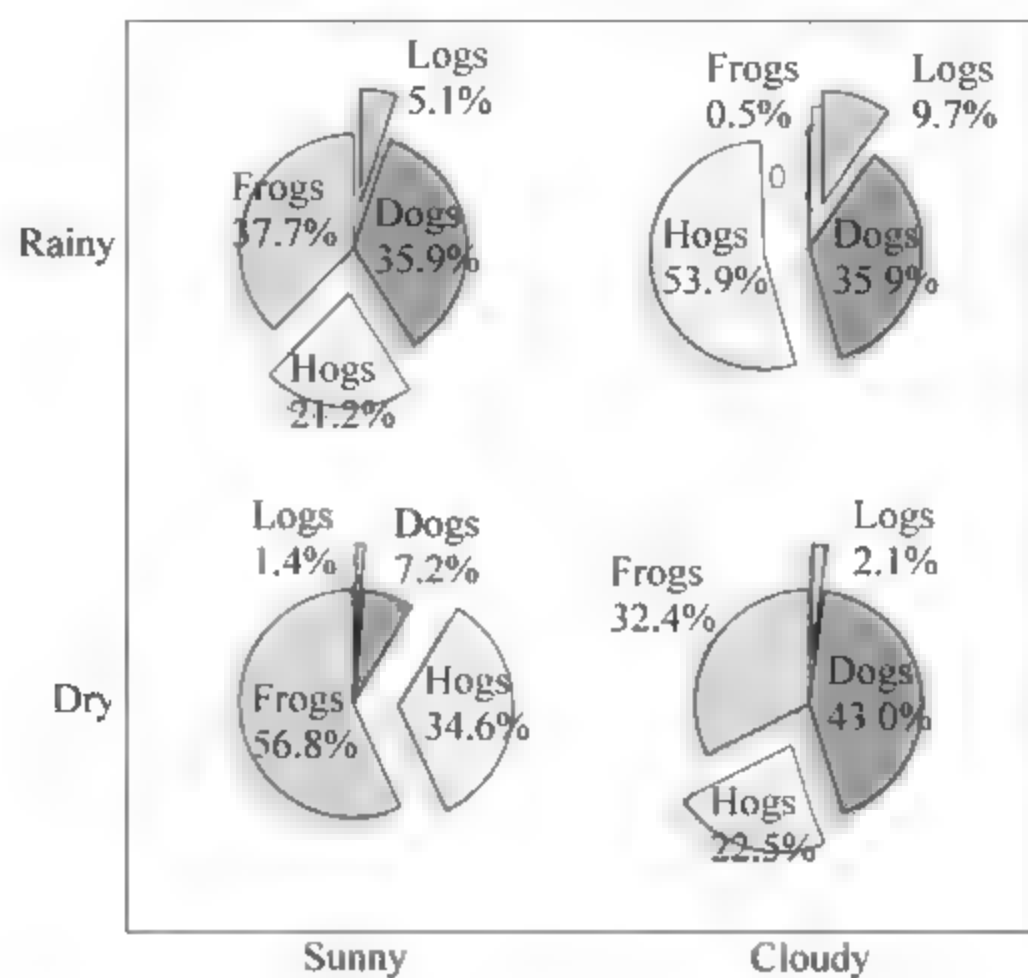 Logs
5.1%
Frogs
37.7%
Dogs
35.9%
Hogs
21.2%
Frogs
0.5%
Logs
9.7%
0
Hogs
53.9%
Dogs
35 9%
Rainy
Logs
1.4%
Dogs
7.2%
Frogs
56.8%
Hogs
34.6%
Logs
2.1%
Frogs
32.4%
Dogs
43 0%
Hogs
22.5%
Dry
Sunny
Cloudy